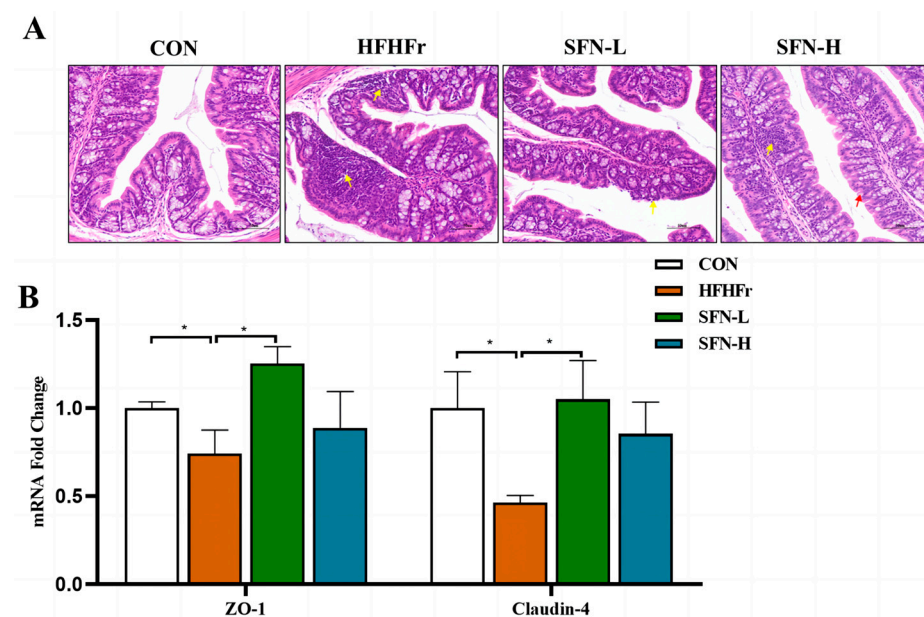 A
CON
HFHFr
SFN-L
SFN-H
B
CON
HFHFr
SFN-L
SFN-H
mRNA Fold Change
1.5
1.0
0.5
0.0
*
*
*
*
ZO-1
Claudin-4